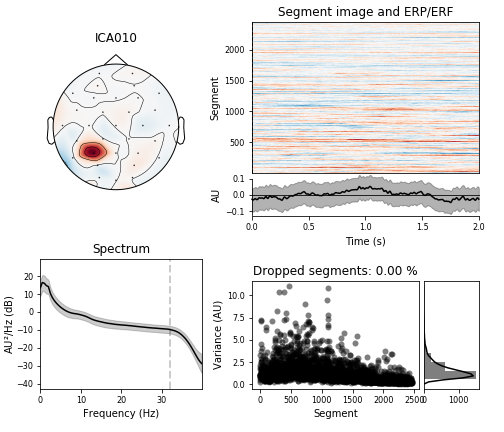 ICA010
Segment image and ERP/ERF
Segment
2000
1500
1000
500
AU
0.1
0.0
−0.1
0.0 0.5 1.0 1.5 2.0
Time (s)
Spectrum
AU²/Hz (dB)
20
10
0
−10
−20
−30
−40
0 10 20 30
Frequency (Hz)
Dropped segments: 0.00 %
Variance (AU)
10.0
7.5
5.0
2.5
0.0
0 500 1000 1500 2000 2500
0 1000
Segment